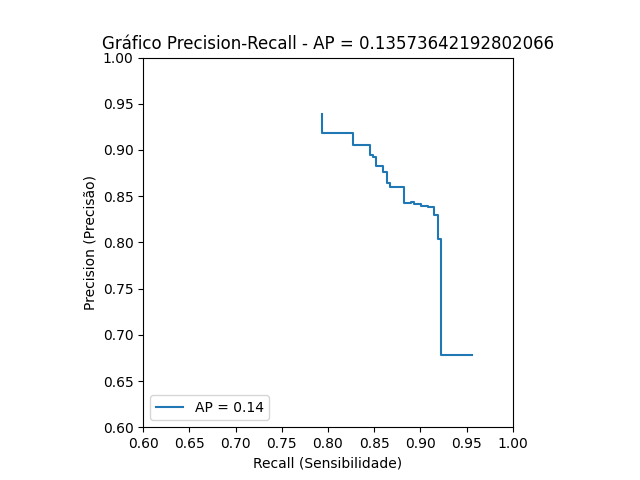 Gráfico Precision-Recall - AP = 0.13573642192802066
1.00
0.95
0.90
0.85
0.80
0.75
0.70
0.65
0.60
Precision (Precisão)
AP = 0.14
0.60 0.65 0.70 0.75 0.80 0.85 0.90 0.95 1.00
Recall (Sensibilidade)